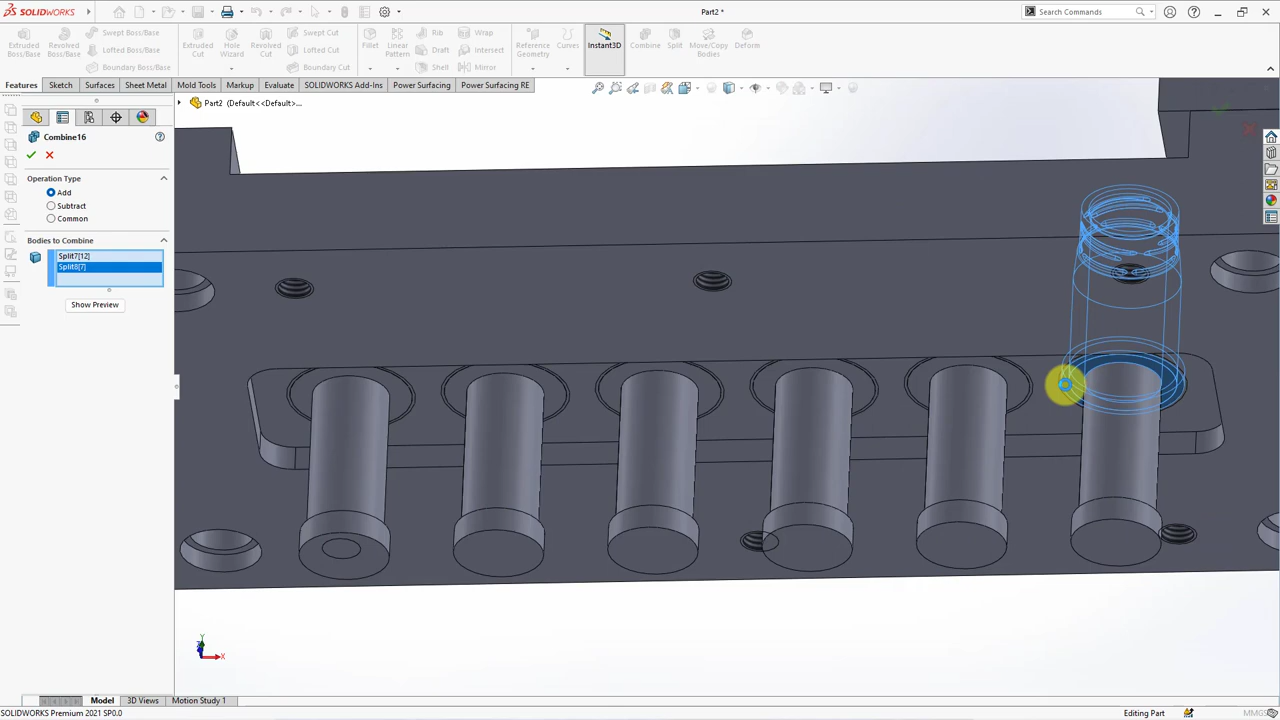 SOLIDWORKS
Part2 *
Search Commands
Extruded Boss/Base
Revolved Boss/Base
Swept Boss/Base
Lofted Boss/Base
Boundary Boss/Base
Extruded Cut
Hole Wizard
Revolved Cut
Swept Cut
Lofted Cut
Boundary Cut
Fillet
Linear Pattern
Rib
Draft
Shell
Wrap
Intersect
Mirror
Reference Geometry
Curves
Instant3D
Combine
Split
Move/Copy Bodies
Deform
Features Sketch Surfaces Sheet Metal Mold Tools Markup Evaluate SOLIDWORKS Add-Ins Power Surfacing Power Surfacing RE
Part2 (Default<<Default>...
Combine16
Operation Type
Add
Subtract
Common
Bodies to Combine
Split7[12]
Split8[7]
Show Preview
Y
X
Model 3D Views Motion Study 1
SOLIDWORKS Premium 2021 SP0.0
Editing Part
MMGS